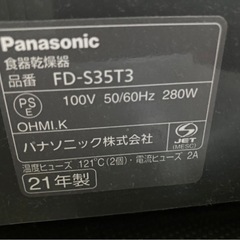 Panasonic
食器乾燥器
品番 FD-S35T3
PS E 100V 50/60Hz 280W
OHMI.K
パナソニック株式会社
S JET (MESC)
温度ヒューズ 121℃(2個)・電流ヒューズ 2A
21年製